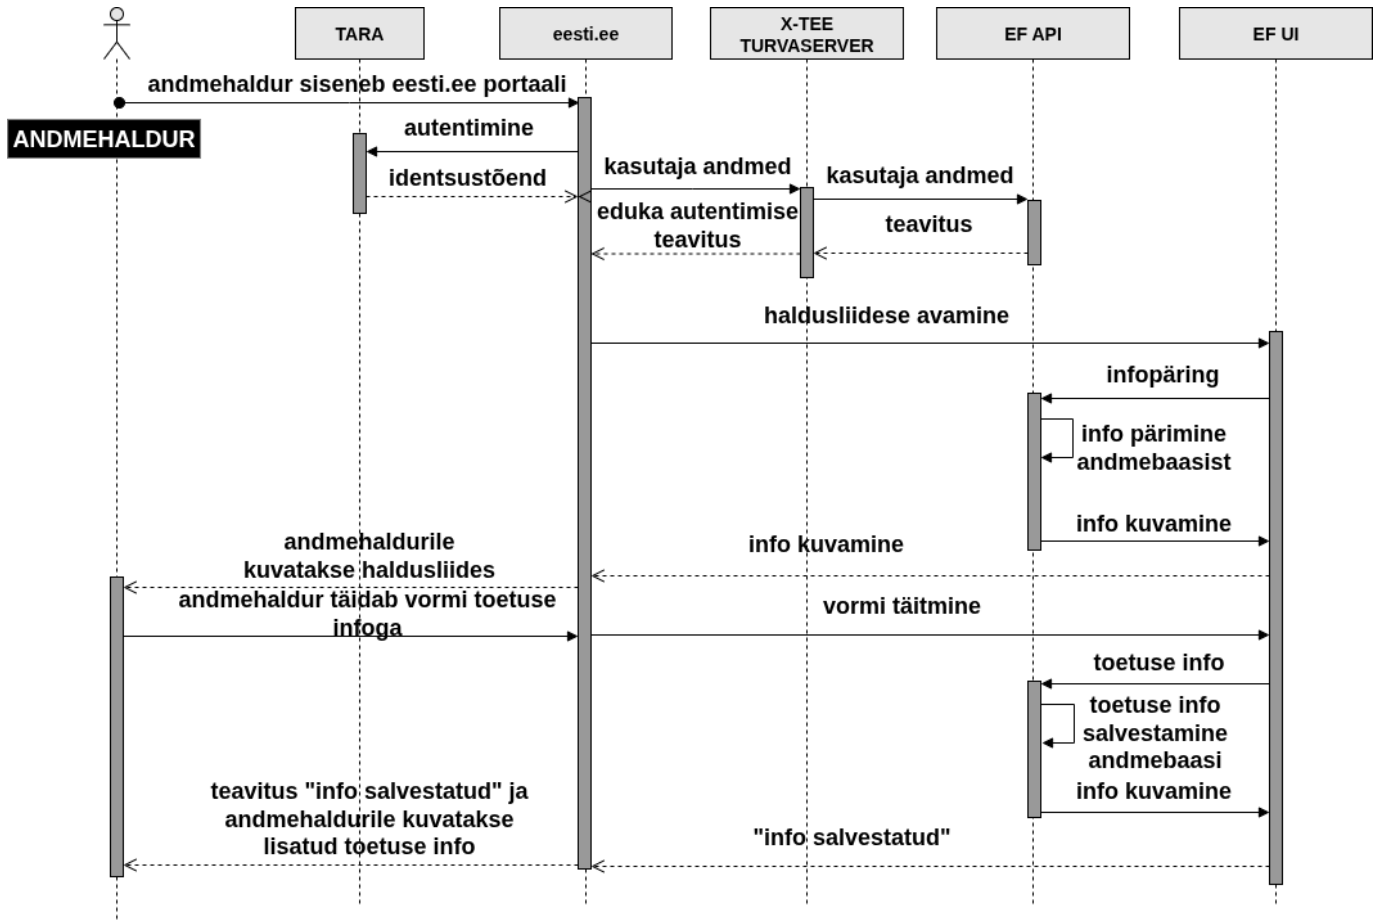 TARA
eesti.ee
X-TEE
TURVASERVER
EF API
EF UI
andmehaldur siseneb eesti.ee portaali
ANDMEHALDUR
autentimine
identsustõend
kasutaja andmed
kasutaja andmed
eduka autentimise
teavitus
teavitus
haldusliidese avamine
infopäring
info pärimine
andmebaasist
info kuvamine
info kuvamine
andmehaldurile
kuvatakse haldusliides
andmehaldur täidab vormi toetuse
infoga
vormi täitmine
toetuse info
toetuse info
salvestamine
andmebaasi
info kuvamine
teavitus "info salvestatud" ja
andmehaldurile kuvatakse
lisatud toetuse info
"info salvestatud"